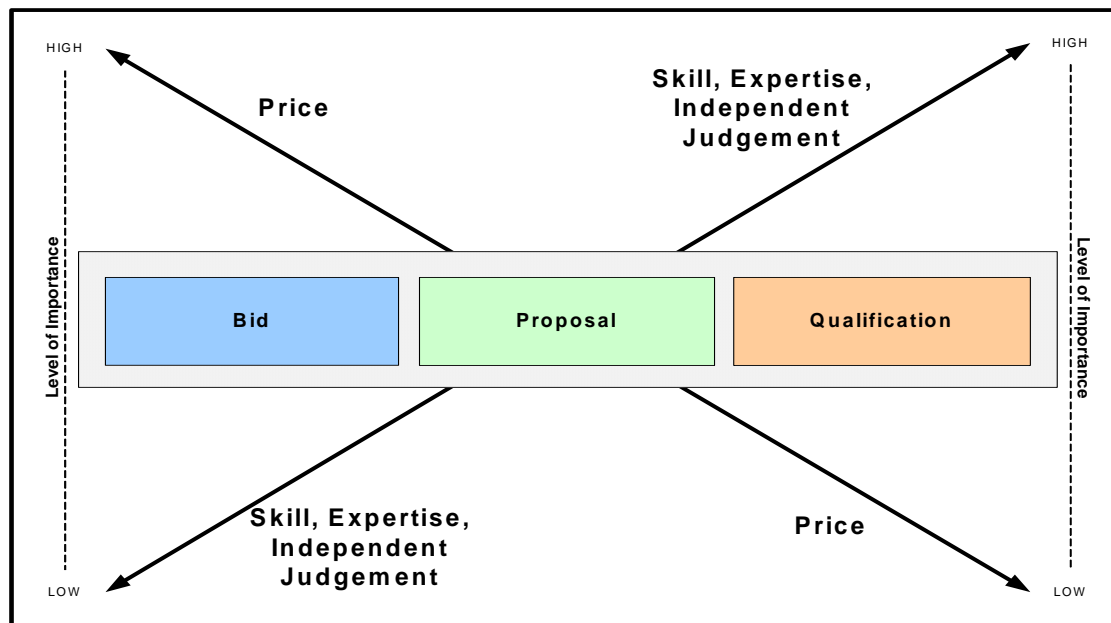 HIGH
HIGH
Price
Skill, Expertise,
Independent
Judgement
Level of Importance
Level of Importance
Bid
Proposal
Qualification
Skill, Expertise,
Independent
Judgement
Price
LOW
LOW